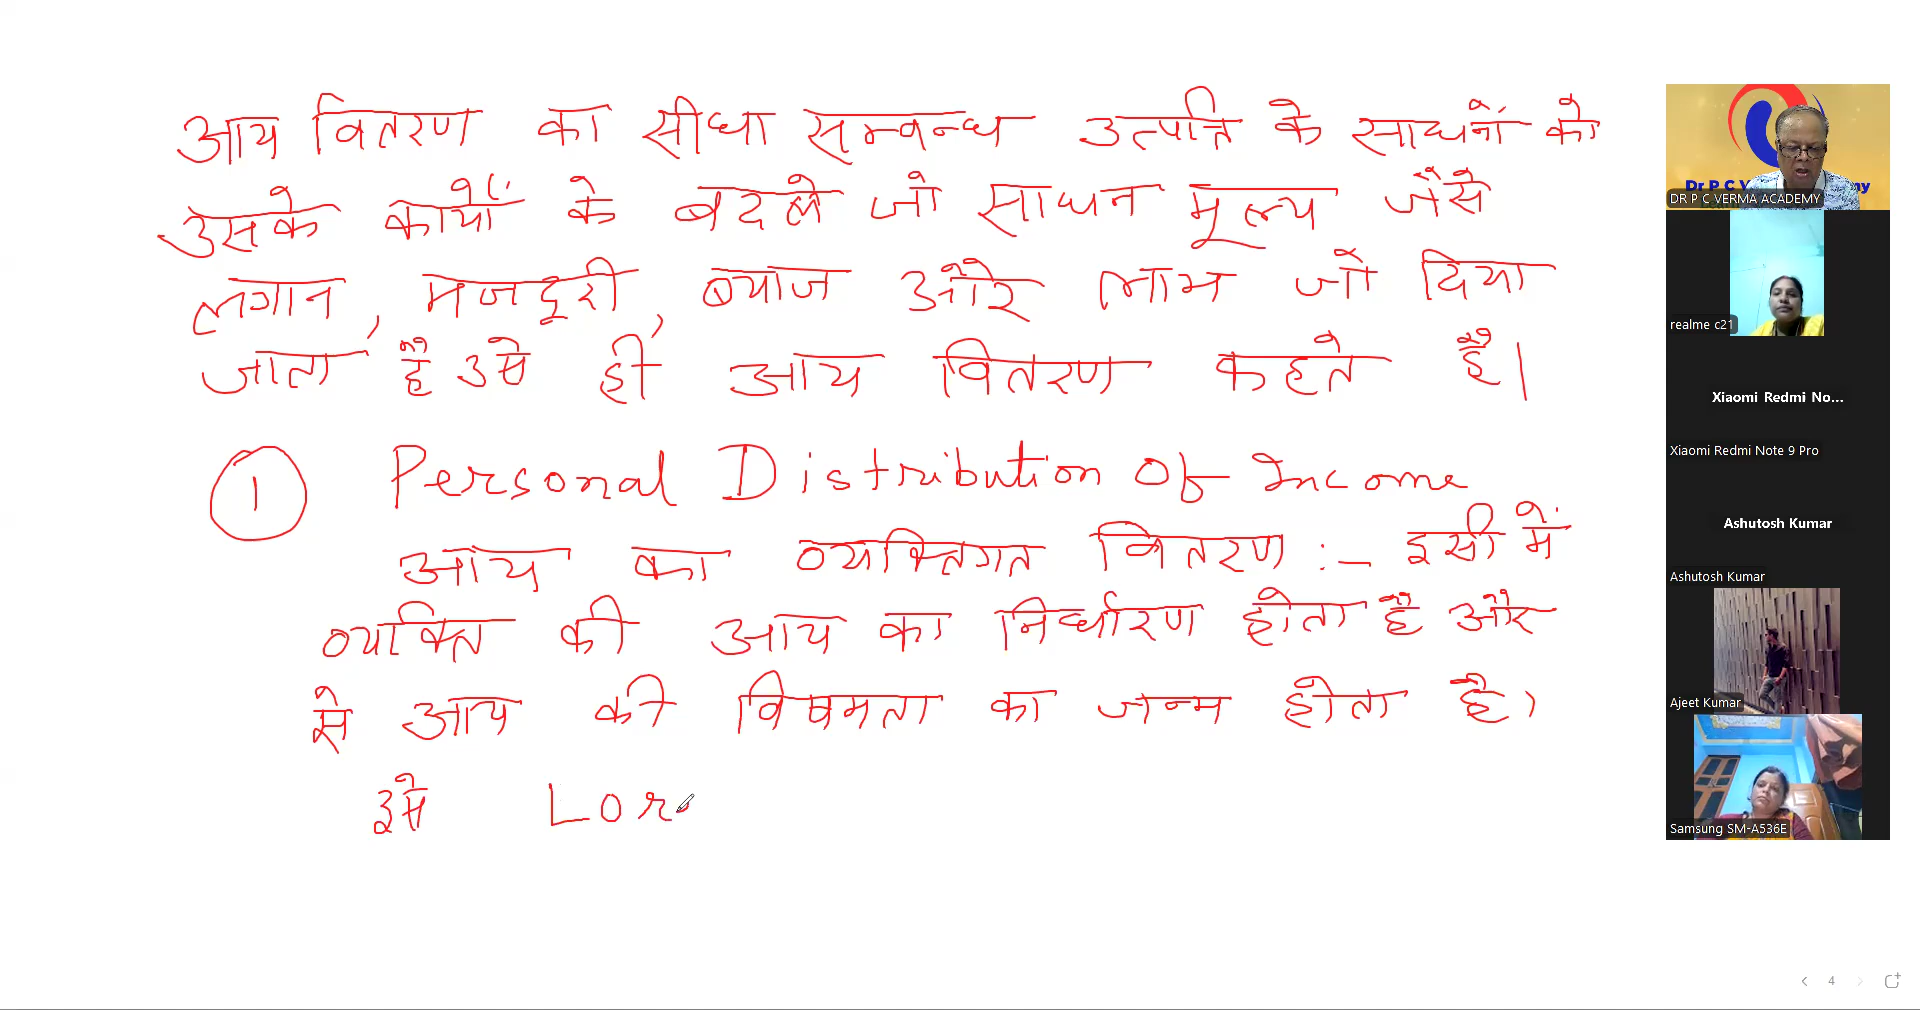 आय वितरण का सीधा सम्बन्ध उत्पत्ति के साधनों को
उसके कार्यों के बदले जो साधन मूल्य जैसे
लगान, मजदूरी, ब्याज और लाभ जो दिया
जाता है उसे ही आय वितरण कहते है।
1 Personal Distribution Of Income
आय का व्यक्तिगत वितरण :- इसी में
व्यक्ति की आय का निर्धारण होता है और
से आय की विषमता का जन्म होता है।
इसे Lor
DR P C VERMA ACADEMY
realme c21
Xiaomi Redmi No...
Xiaomi Redmi Note 9 Pro
Ashutosh Kumar
Ashutosh Kumar
Ajeet Kumar
Samsung SM-A536E
4